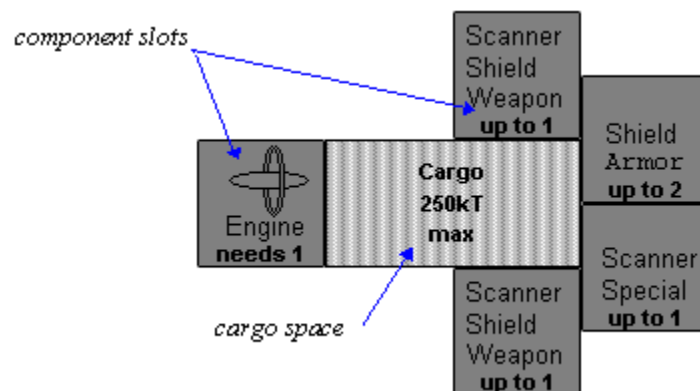 component slots
Scanner
Shield
Weapon
up to 1
Shield
Armor
up to 2
Engine
needs 1
Cargo
250kT
max
Scanner
Special
up to 1
cargo space
Scanner
Shield
Weapon
up to 1